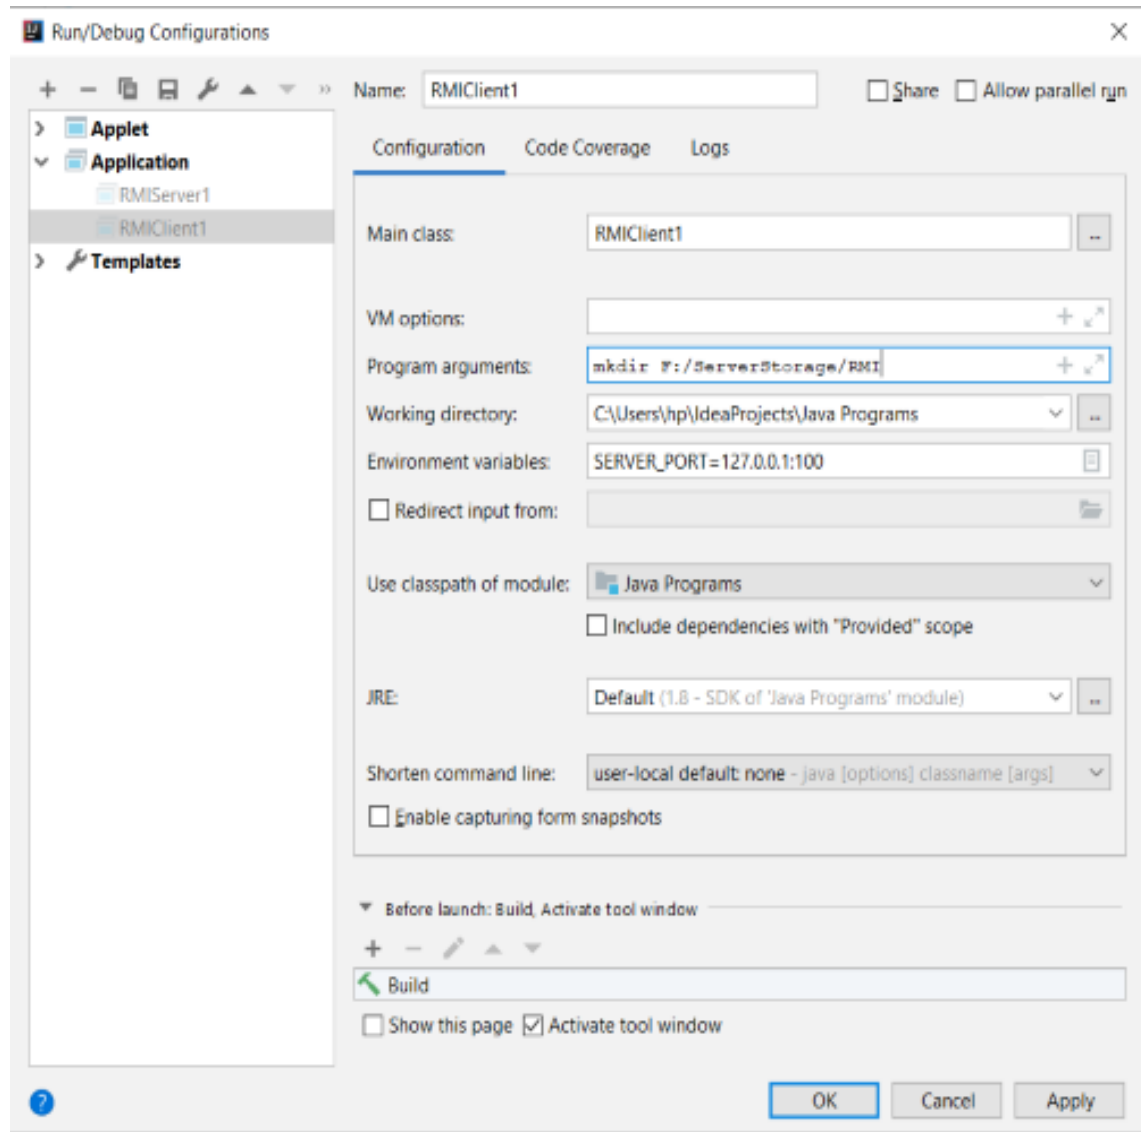 Run/Debug Configurations
Name: RMIClient1 Share Allow parallel run
Applet
Application
RMIServer1
RMIClient1
Templates
Configuration Code Coverage Logs
Main class: RMIClient1 ...
VM options:
Program arguments: mkdir F:/ServerStorage/RMI
Working directory: C:\Users\hp\IdeaProjects\Java Programs ...
Environment variables: SERVER_PORT=127.0.0.1:100
Redirect input from:
Use classpath of module: Java Programs
Include dependencies with "Provided" scope
JRE: Default (1.8 - SDK of 'Java Programs' module) ...
Shorten command line: user-local default: none - java [options] classname [args]
Enable capturing form snapshots
Before launch: Build, Activate tool window
Build
Show this page Activate tool window
? OK Cancel Apply